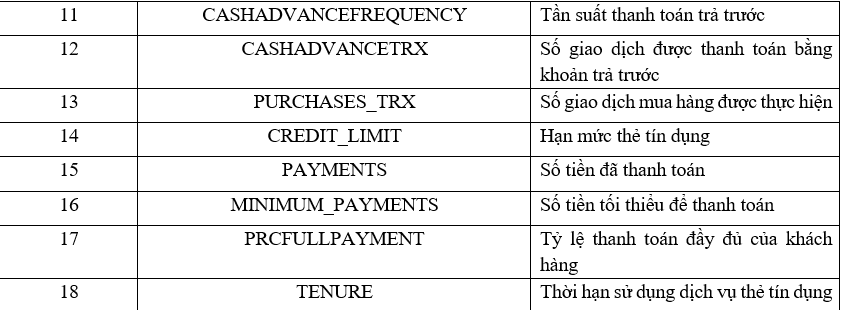 11 CASHADVANCEFREQUENCY Tần suất thanh toán trả trước
12 CASHADVANCETRX Số giao dịch được thanh toán bằng
khoản trả trước
13 PURCHASES_TRX Số giao dịch mua hàng được thực hiện
14 CREDIT_LIMIT Hạn mức thẻ tín dụng
15 PAYMENTS Số tiền đã thanh toán
16 MINIMUM_PAYMENTS Số tiền tối thiểu để thanh toán
17 PRCFULLPAYMENT Tỷ lệ thanh toán đầy đủ của khách
hàng
18 TENURE Thời hạn sử dụng dịch vụ thẻ tín dụng